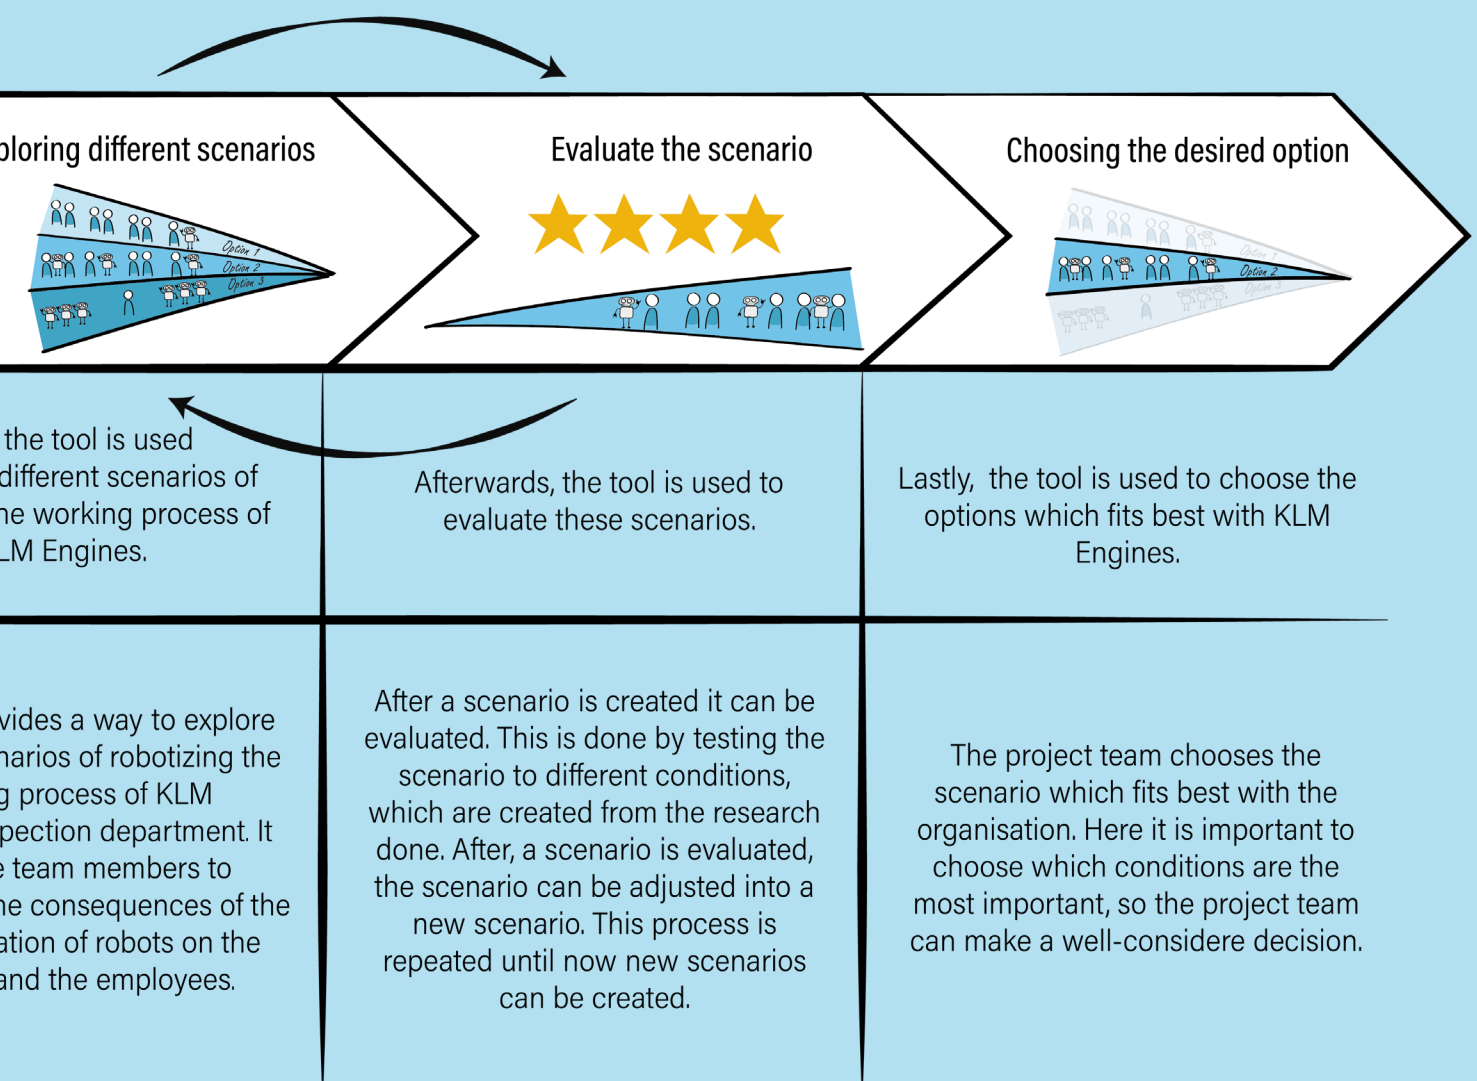 ploring different scenarios
Evaluate the scenario
Choosing the desired option
Option 1
Option 2
Option 3
Option 1
Option 2
Option 3
the tool is used
different scenarios of
he working process of
LM Engines.
Afterwards, the tool is used to
evaluate these scenarios.
Lastly, the tool is used to choose the
options which fits best with KLM
Engines.
vides a way to explore
narios of robotizing the
g process of KLM
pection department. It
e team members to
he consequences of the
ation of robots on the
and the employees.
After a scenario is created it can be
evaluated. This is done by testing the
scenario to different conditions,
which are created from the research
done. After, a scenario is evaluated,
the scenario can be adjusted into a
new scenario. This process is
repeated until now new scenarios
can be created.
The project team chooses the
scenario which fits best with the
organisation. Here it is important to
choose which conditions are the
most important, so the project team
can make a well-considere decision.